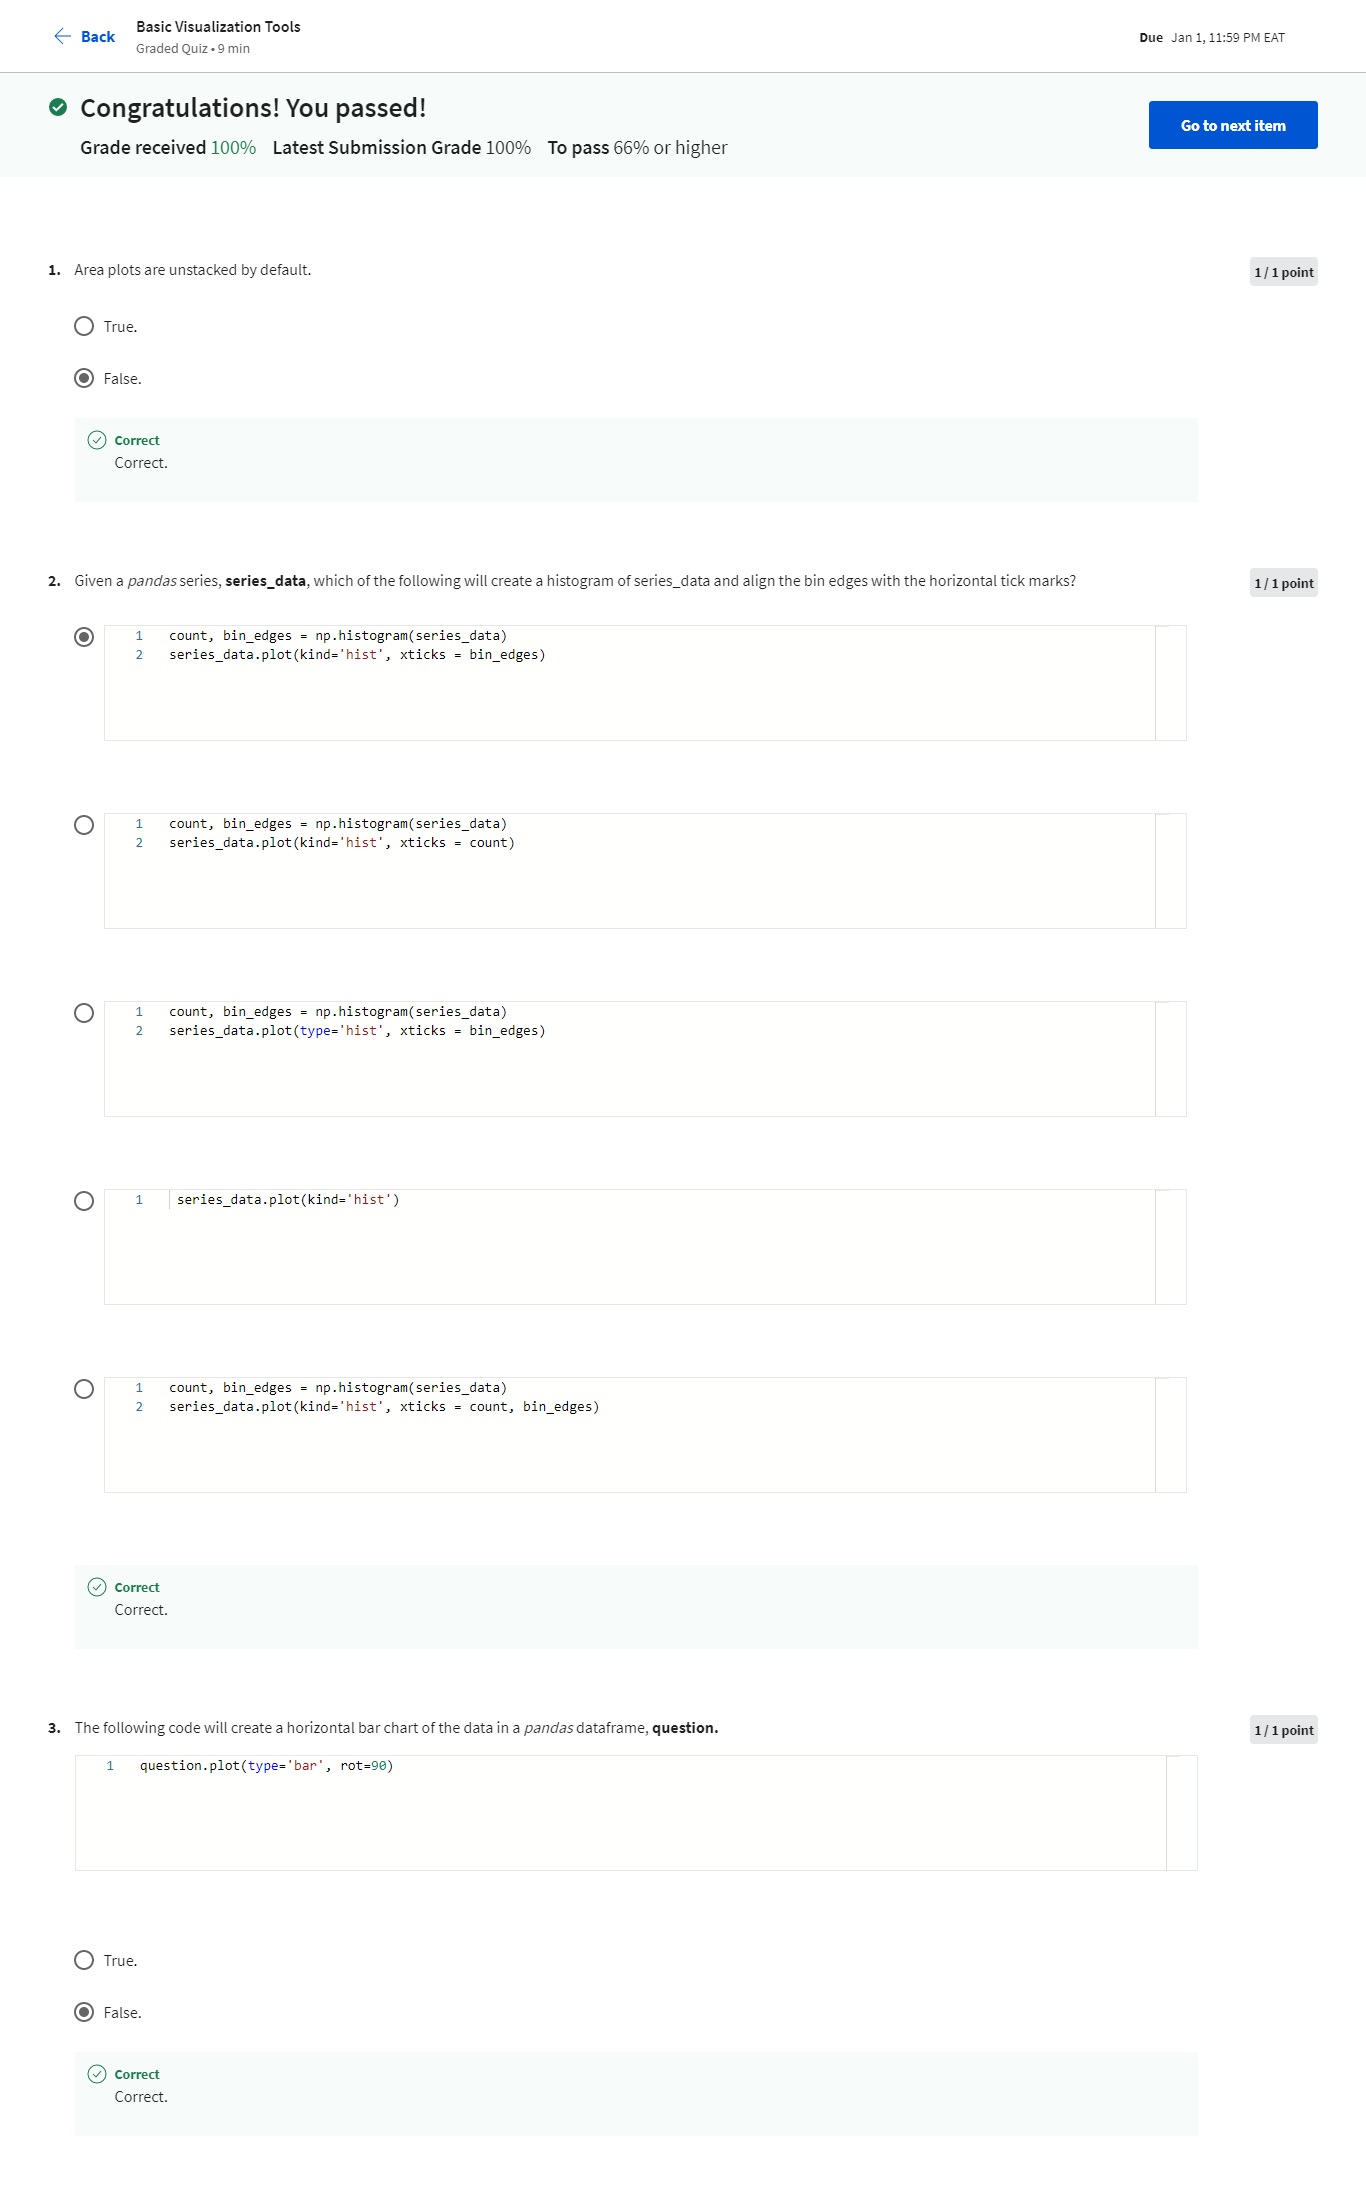 Back
Basic Visualization Tools
Graded Quiz • 9 min
Due Jan 1, 11:59 PM EAT
Congratulations! You passed!
Grade received 100% Latest Submission Grade 100% To pass 66% or higher
Go to next item
1. Area plots are unstacked by default.
1 / 1 point
True.
False.
Correct
Correct.
2. Given a pandas series, series_data, which of the following will create a histogram of series_data and align the bin edges with the horizontal tick marks?
1 / 1 point
1 count, bin_edges = np.histogram(series_data)
2 series_data.plot(kind='hist', xticks = bin_edges)
1 count, bin_edges = np.histogram(series_data)
2 series_data.plot(kind='hist', xticks = count)
1 count, bin_edges = np.histogram(series_data)
2 series_data.plot(type='hist', xticks = bin_edges)
1 series_data.plot(kind='hist')
1 count, bin_edges = np.histogram(series_data)
2 series_data.plot(kind='hist', xticks = count, bin_edges)
Correct
Correct.
3. The following code will create a horizontal bar chart of the data in a pandas dataframe, question.
1 / 1 point
1 question.plot(type='bar', rot=90)
True.
False.
Correct
Correct.